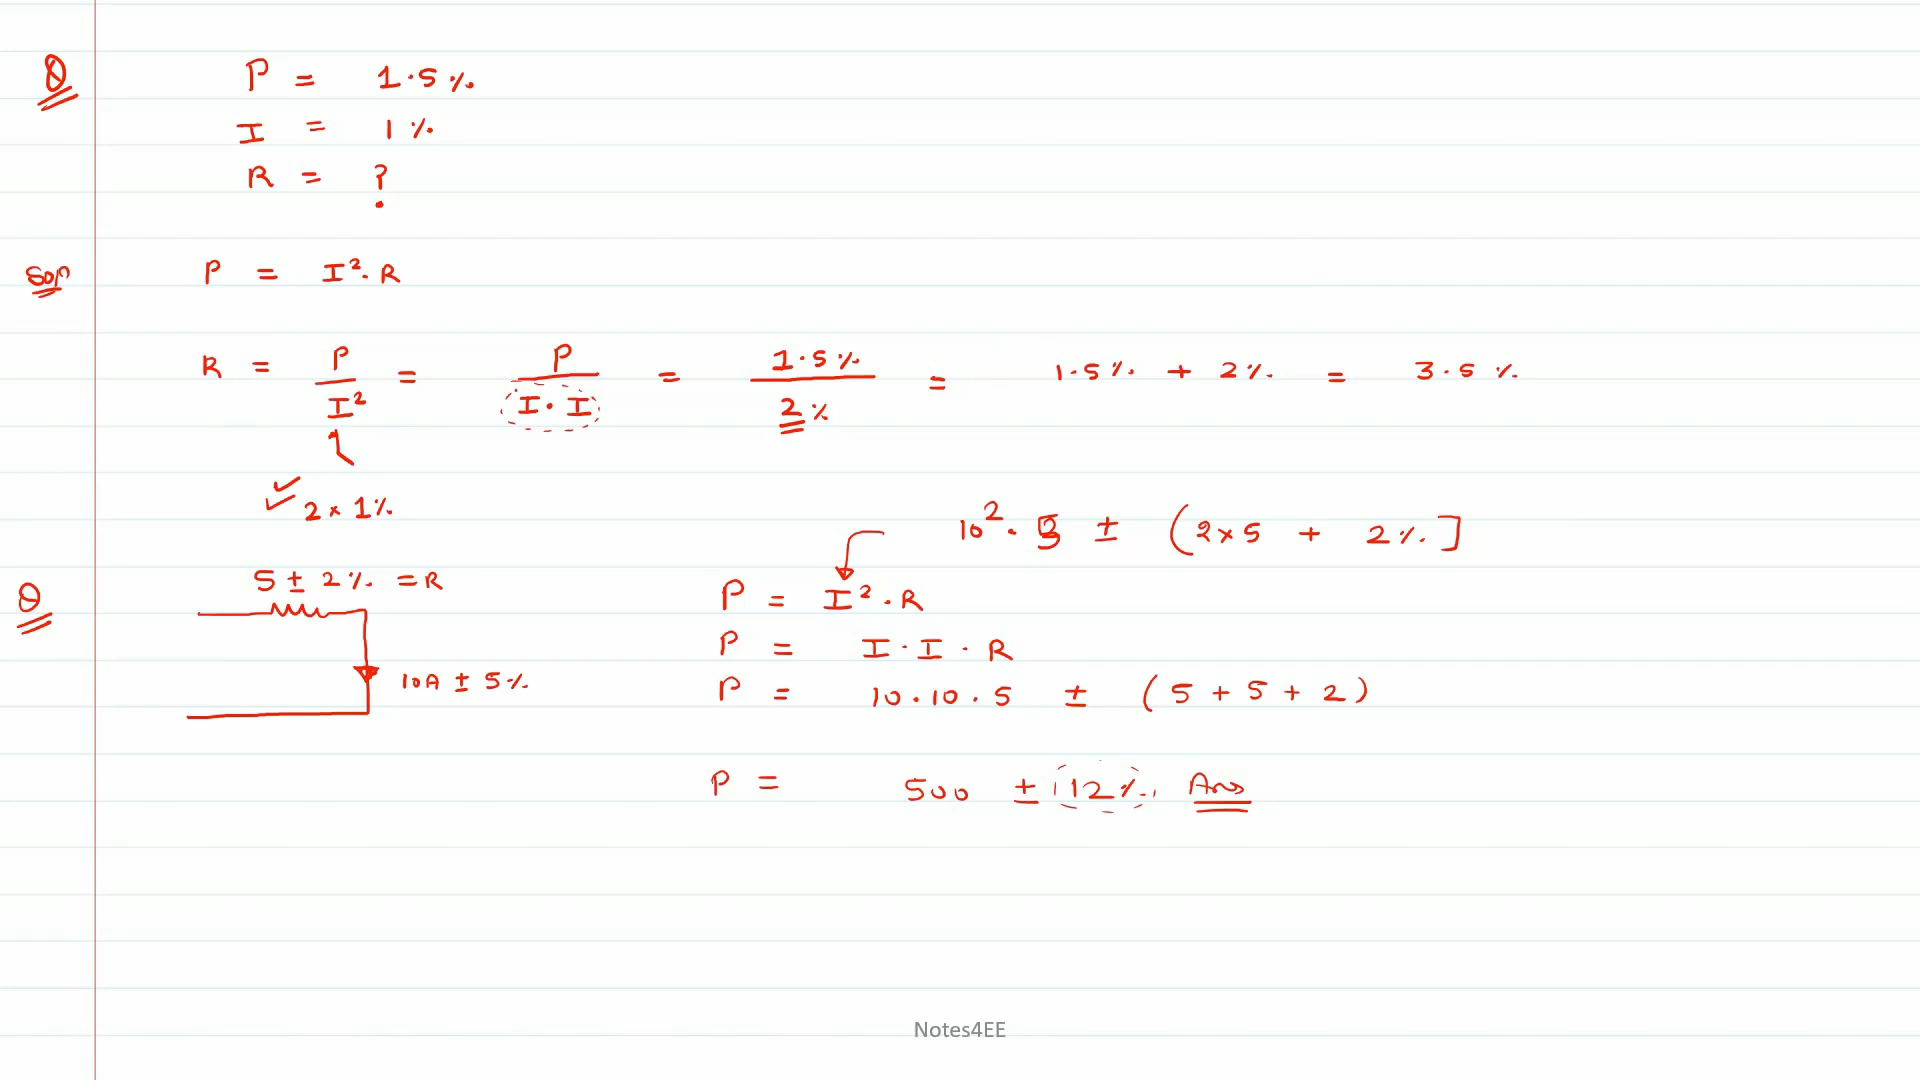 Q P = 1.5%
I = 1%
R = ?
Soln P = I². R
R = P/I² = P/I·I = 1.5%/2% = 1.5% + 2% = 3.5%
2 × 1%
10². 5 ± (2×5 + 2%]
Q 5 ± 2% = R
P = I².R
P = I·I·R
10A ± 5%
P = 10.10.5 ± (5+5+2)
P = 500 ± 12% Ans
Notes4EE